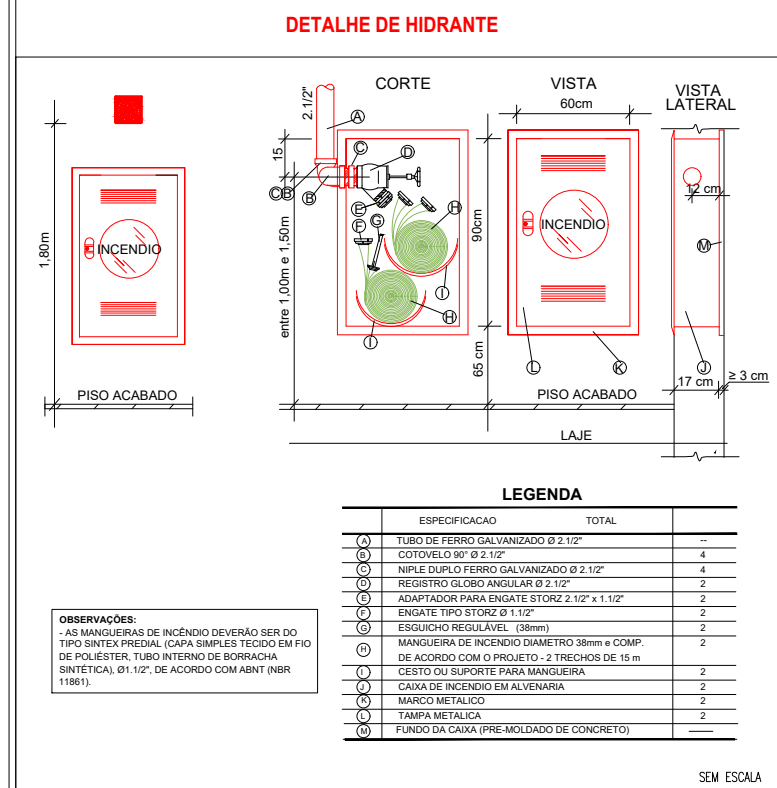 DETALHE DE HIDRANTE
CORTE
VISTA
VISTA
LATERAL
60cm
2.1/2"
A
C
D
15
C
B
B
E
F
G
H
H
I
I
12 cm
INCENDIO
INCENDIO
1,80m
entre 1,00m e 1,50m
90cm
65 cm
M
L
K
J
17 cm
≥ 3 cm
PISO ACABADO
PISO ACABADO
LAJE
LEGENDA
ESPECIFICACAO TOTAL
A TUBO DE FERRO GALVANIZADO Ø 2.1/2" --
B COTOVELO 90° Ø 2.1/2" 4
C NIPLE DUPLO FERRO GALVANIZADO Ø 2.1/2" 4
D REGISTRO GLOBO ANGULAR Ø 2.1/2" 2
E ADAPTADOR PARA ENGATE STORZ 2.1/2" x 1.1/2" 2
F ENGATE TIPO STORZ Ø 1.1/2" 2
G ESGUICHO REGULÁVEL (38mm) 2
H MANGUEIRA DE INCENDIO DIAMETRO 38mm e COMP. 2
DE ACORDO COM O PROJETO - 2 TRECHOS DE 15 m
I CESTO OU SUPORTE PARA MANGUEIRA 2
J CAIXA DE INCENDIO EM ALVENARIA 2
K MARCO METALICO 2
L TAMPA METALICA 2
M FUNDO DA CAIXA (PRE-MOLDADO DE CONCRETO) ——
OBSERVAÇÕES:
- AS MANGUEIRAS DE INCÊNDIO DEVERÃO SER DO
TIPO SINTEX PREDIAL (CAPA SIMPLES TECIDO EM FIO
DE POLIÉSTER, TUBO INTERNO DE BORRACHA
SINTÉTICA), Ø1.1/2", DE ACORDO COM ABNT (NBR
11861).
SEM ESCALA